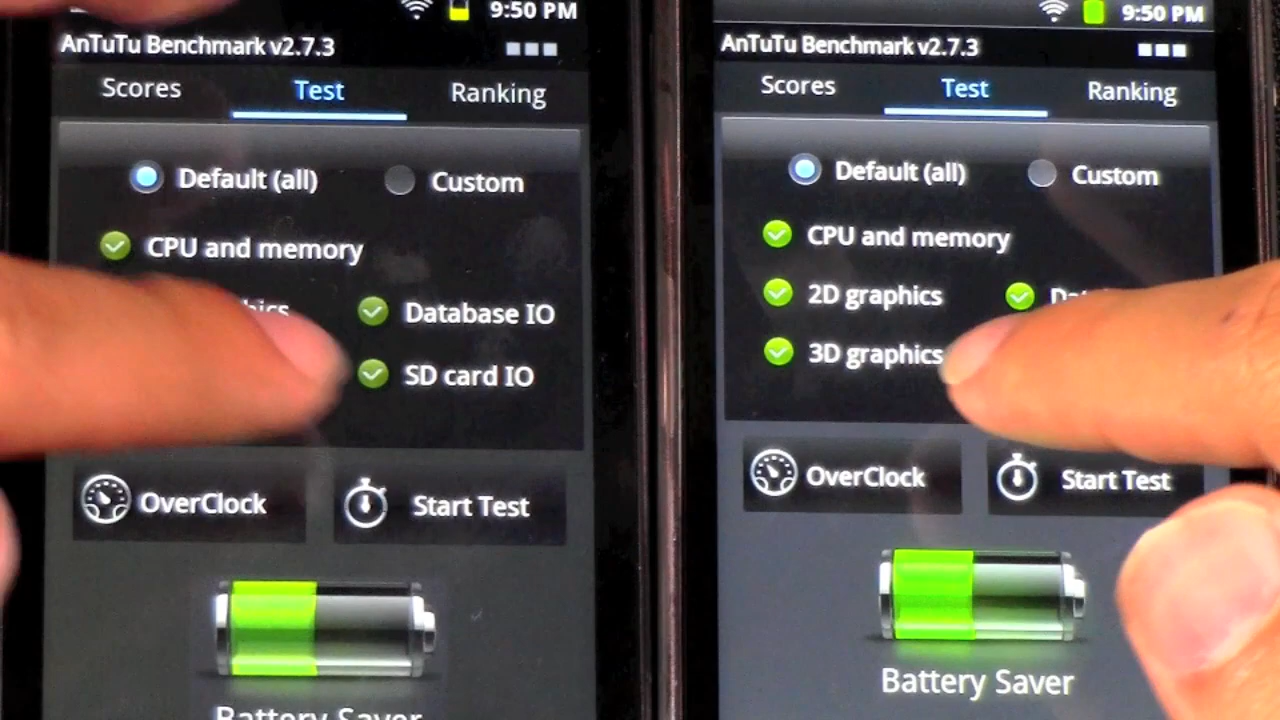 9:50 PM
AnTuTu Benchmark v2.7.3
Scores Test Ranking
Default (all) Custom
CPU and memory
Database IO
SD card IO
OverClock Start Test
Battery Saver
9:50 PM
AnTuTu Benchmark v2.7.3
Scores Test Ranking
Default (all) Custom
CPU and memory
2D graphics
3D graphics
OverClock Start Test
Battery Saver